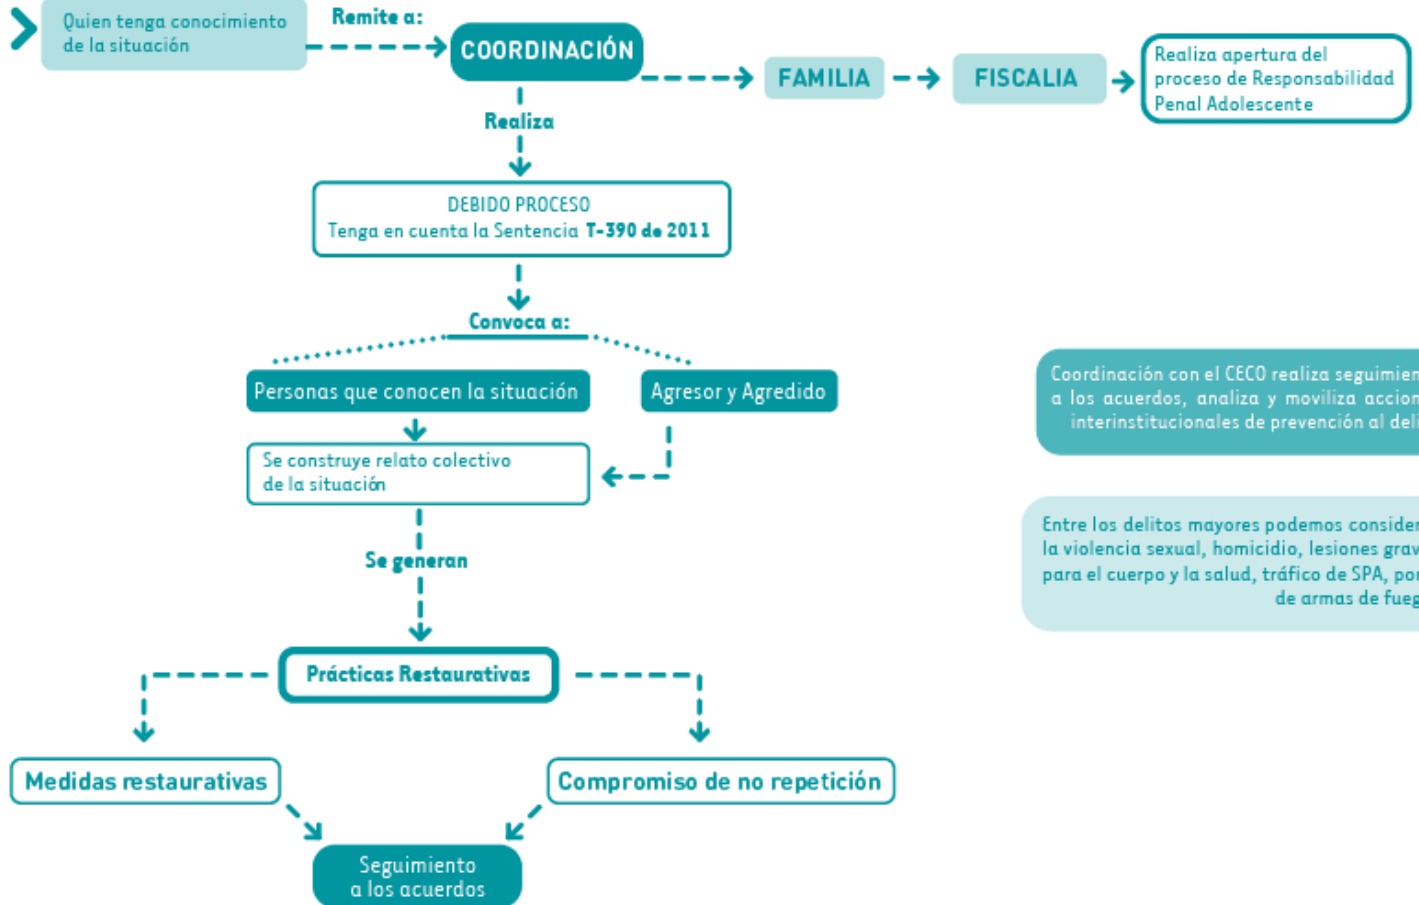 Quien tenga conocimiento
de la situación
Remite a:
COORDINACIÓN
FAMILIA
FISCALIA
Realiza apertura del
proceso de Responsabilidad
Penal Adolescente
Realiza
DEBIDO PROCESO
Tenga en cuenta la Sentencia T-390 de 2011
Convoca a:
Personas que conocen la situación
Agresor y Agredido
Se construye relato colectivo
de la situación
Se generan
Prácticas Restaurativas
Medidas restaurativas
Compromiso de no repetición
Seguimiento
a los acuerdos
Coordinación con el CECO realiza
a los acuerdos, analiza y moviliza
interinstitucionales de prevención al
Entre los delitos mayores podemos
la violencia sexual, homicidio, lesiones
para el cuerpo y la salud, tráfico de SPA,
de armas de